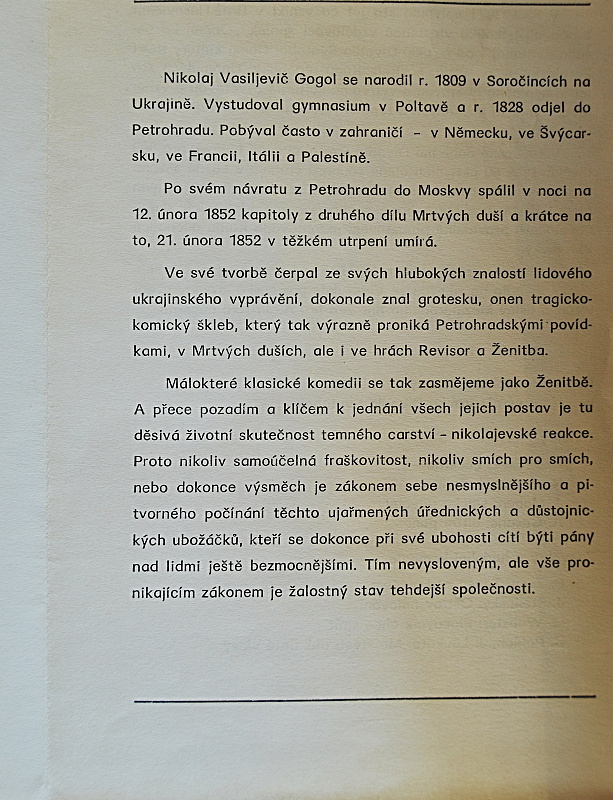 Nikolaj Vasiljevič Gogol se narodil r. 1809 v Soročincích na
Ukrajině. Vystudoval gymnasium v Poltavě a r. 1828 odjel do
Petrohradu. Pobýval často v zahraničí – v Německu, ve Švýcar-
sku, ve Francii, Itálii a Palestíně.
Po svém návratu z Petrohradu do Moskvy spálil v noci na
12. února 1852 kapitoly z druhého dílu Mrtvých duší a krátce na
to, 21. února 1852 v těžkém utrpení umírá.
Ve své tvorbě čerpal ze svých hlubokých znalostí lidového
ukrajinského vyprávění, dokonale znal grotesku, onen tragicko-
komický škleb, který tak výrazně proniká Petrohradskými povíd-
kami, v Mrtvých duších, ale i ve hrách Revisor a Ženitba.
Málokteré klasické komedii se tak zasmějeme jako Ženitbě.
A přece pozadím a klíčem k jednání všech jejich postav je tu
děsivá životní skutečnost temného carství – nikolajevské reakce.
Proto nikoliv samoúčelná fraškovitost, nikoliv smích pro smích,
nebo dokonce výsměch je zákonem sebe nesmyslnějšího a pi-
tvorného počínání těchto ujařmených úřednických a důstojnic-
kých ubožáčků, kteří se dokonce při své ubohosti cítí býti pány
nad lidmi ještě bezmocnějšími. Tím nevysloveným, ale vše pro-
nikajícím zákonem je žalostný stav tehdejší společnosti.